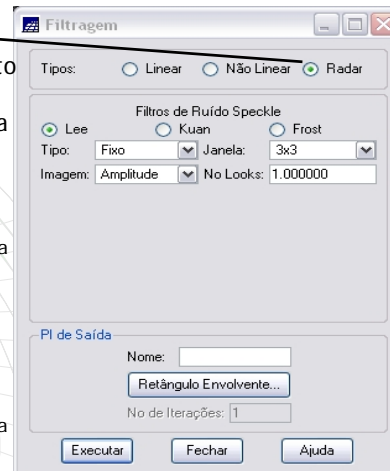 Filtragem
Tipos: Linear Não Linear Radar
Filtros de Ruído Speckle
Lee Kuan Frost
Tipo: Fixo Janela: 3x3
Imagem: Amplitude No Looks: 1.000000
PI de Saída
Nome:
Retângulo Envolvente...
No de Iterações: 1
Executar Fechar Ajuda